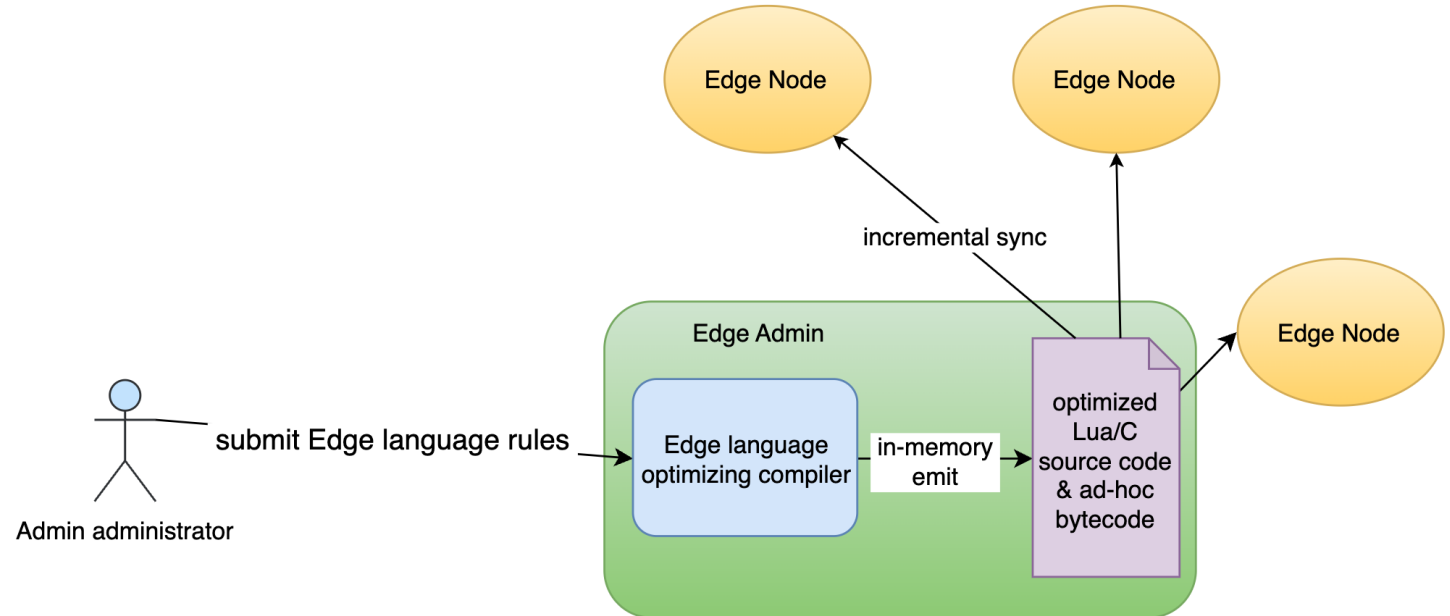 Edge Node
Edge Node
incremental sync
Edge Node
Edge Admin
submit Edge language rules
Edge language
optimizing compiler
in-memory
emit
optimized
Lua/C
source code
& ad-hoc
bytecode
Admin administrator